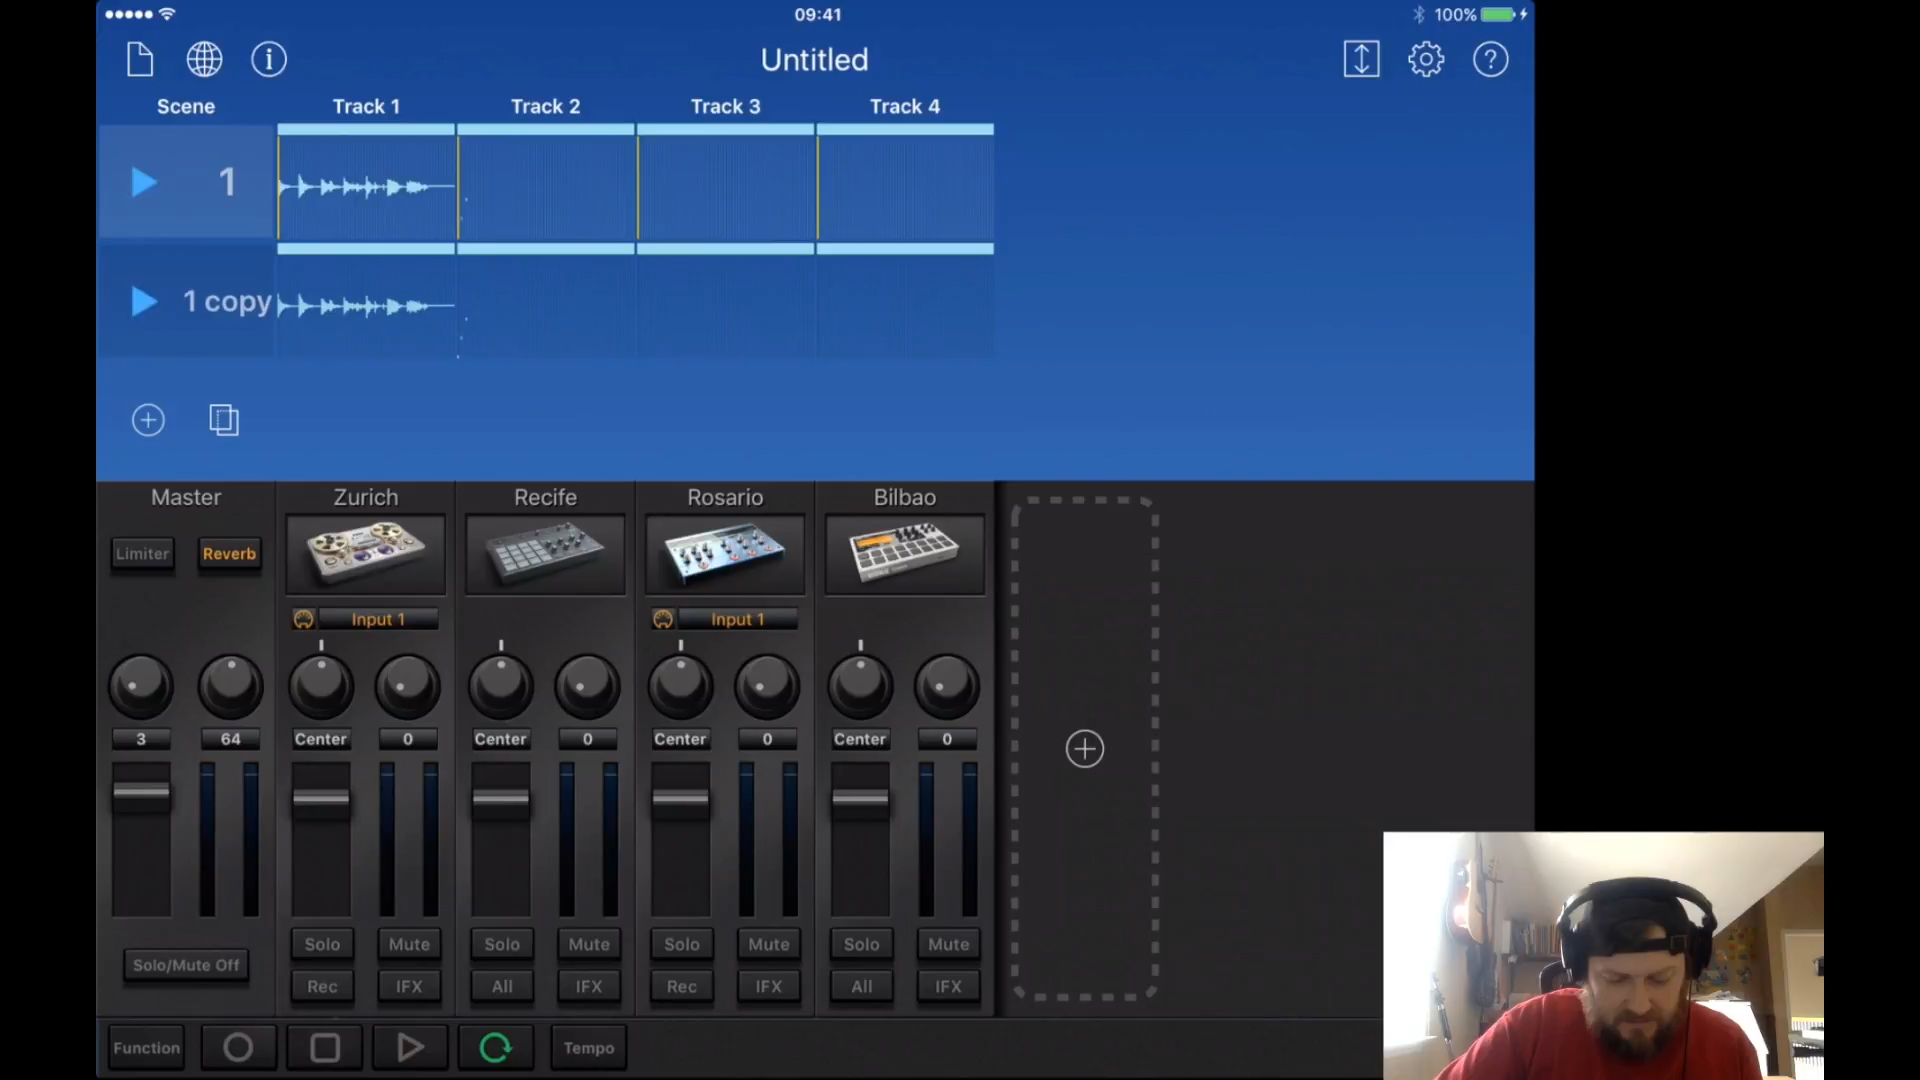 09:41
100%
Untitled
Scene Track 1 Track 2 Track 3 Track 4
1
1 copy
Master Zurich Recife Rosario Bilbao
Limiter Reverb
Input 1 Input 1
3 64 Center 0 Center 0 Center 0 Center 0
Solo Mute Solo Mute Solo Mute Solo Mute
Solo/Mute Off
Rec IFX All IFX Rec IFX All IFX
Function Tempo